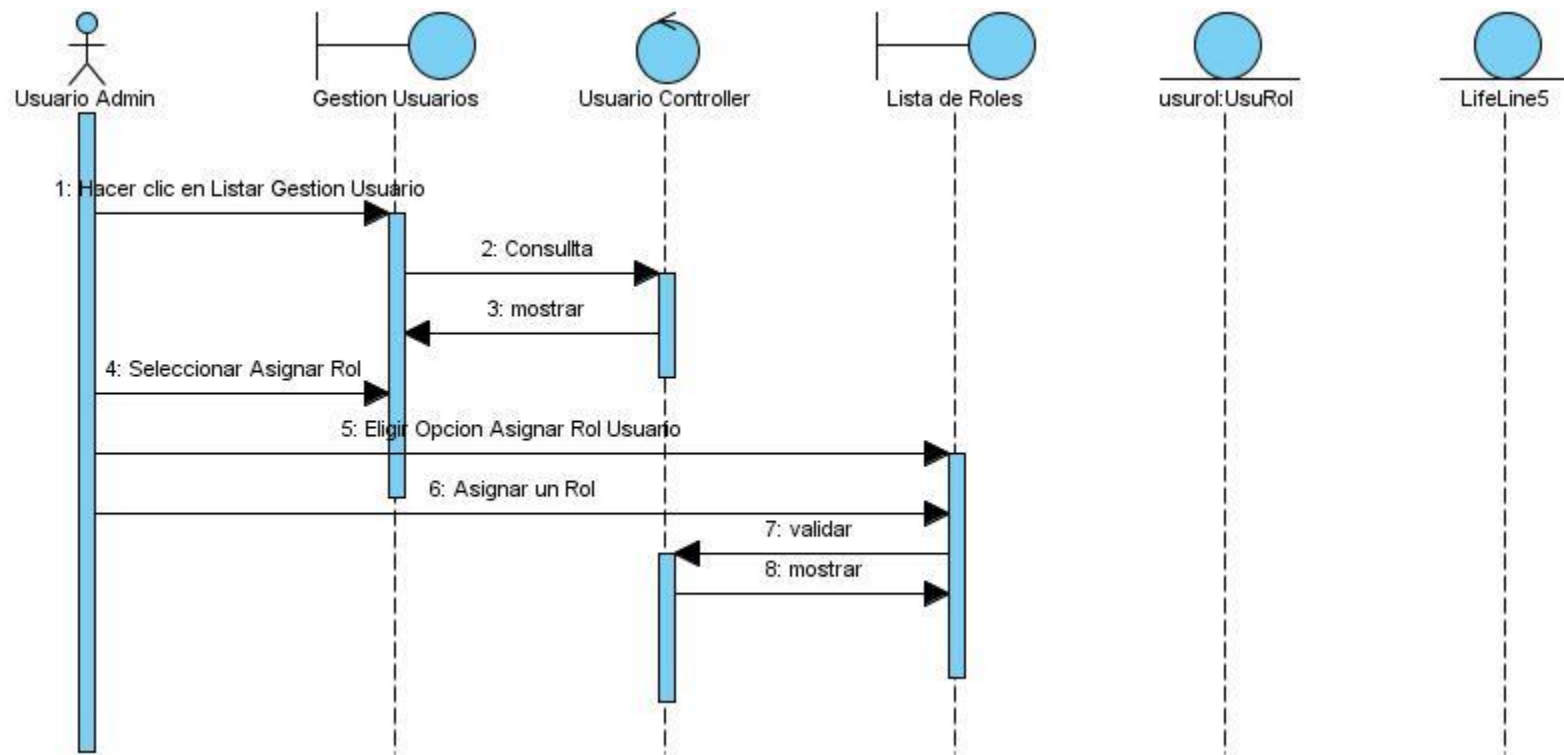 Usuario Admin
Gestion Usuarios
Usuario Controller
Lista de Roles
usurol:UsuRol
LifeLine5
1: Hacer clic en Listar Gestion Usuario
2: Consullta
3: mostrar
4: Seleccionar Asignar Rol
5: Eligir Opcion Asignar Rol Usuario
6: Asignar un Rol
7: validar
8: mostrar